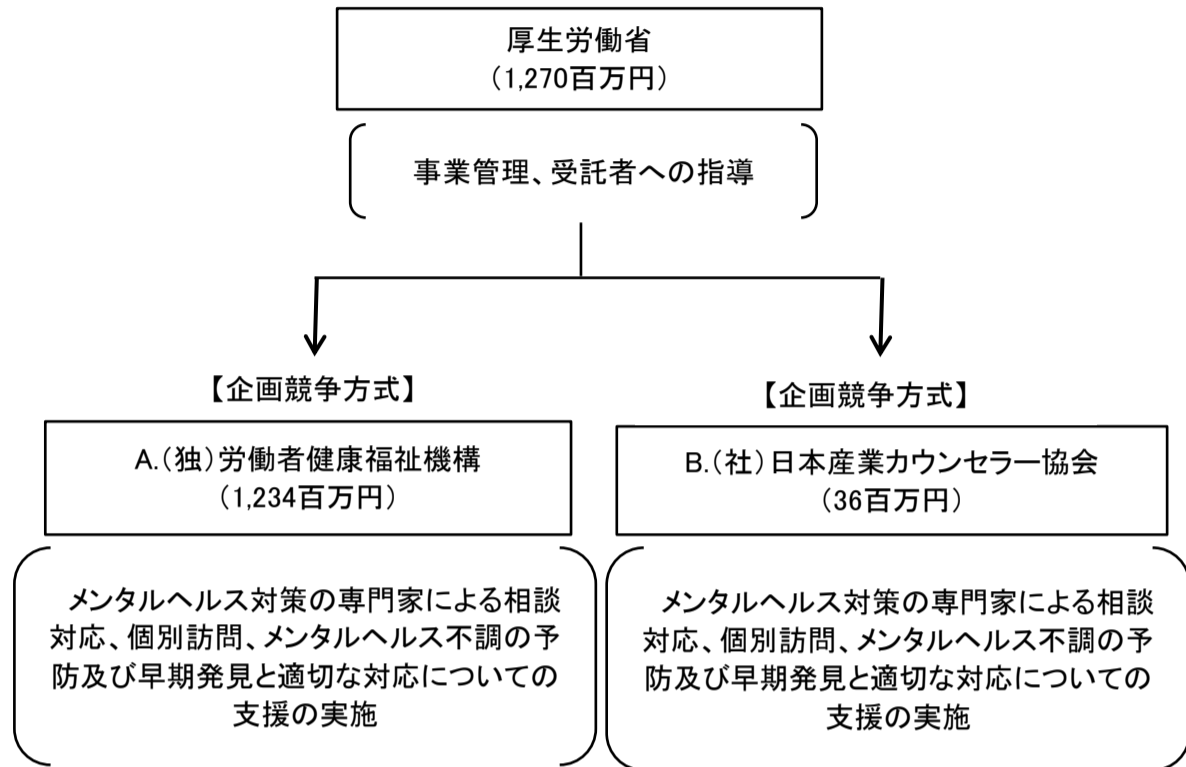 厚生労働省
（1,270百万円）
事業管理、受託者への指導
【企画競争方式】
A.（独）労働者健康福祉機構
（1,234百万円）
メンタルヘルス対策の専門家による相談
対応、個別訪問、メンタルヘルス不調の予
防及び早期発見と適切な対応についての
支援の実施
【企画競争方式】
B.（社）日本産業カウンセラー協会
（36百万円）
メンタルヘルス対策の専門家による相談
対応、個別訪問、メンタルヘルス不調の予
防及び早期発見と適切な対応についての
支援の実施